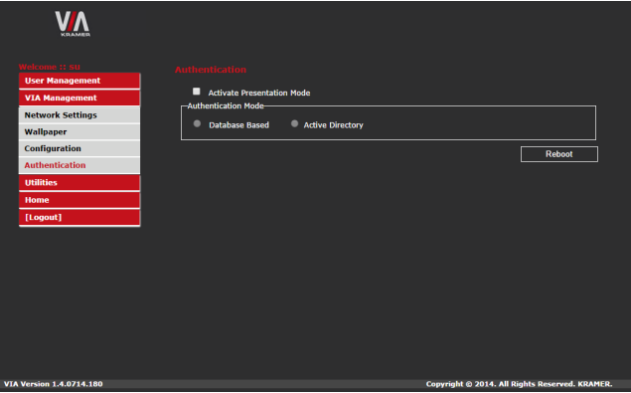 VIA
KRAMER
Welcome !! su
User Management
VIA Management
Network Settings
Wallpaper
Configuration
Authentication
Utilities
Home
[Logout]
Authentication
Activate Presentation Mode
Authentication Mode
Database Based Active Directory
Reboot
VIA Version 1.4.0714.180 Copyright © 2014. All Rights Reserved. KRAMER.